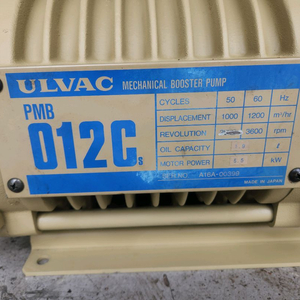 ULVAC MECHANICAL BOOSTER PUMP
PMB
012Cs
CYCLES 50 60 Hz
DISPLACEMENT 1000 1200 m³/hr
REVOLUTION 3600 rpm
OIL CAPACITY ℓ
MOTOR POWER kW
MADE IN JAPAN